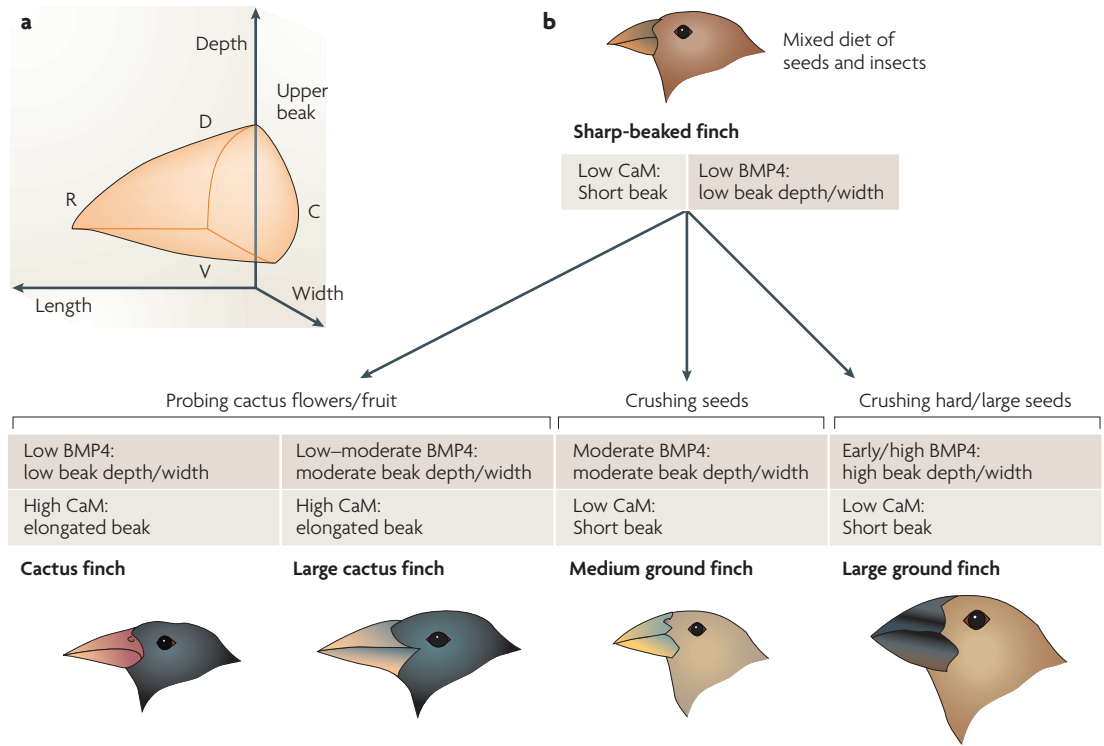 a
Depth
Upper
beak
D
R
C
V
Length
Width
b
Mixed diet of
seeds and insects
Sharp-beaked finch
Low CaM:
Short beak
Low BMP4:
low beak depth/width
Probing cactus flowers/fruit
Crushing seeds
Crushing hard/large seeds
Low BMP4:
low beak depth/width
Low–moderate BMP4:
moderate beak depth/width
Moderate BMP4:
moderate beak depth/width
Early/high BMP4:
high beak depth/width
High CaM:
elongated beak
High CaM:
elongated beak
Low CaM:
Short beak
Low CaM:
Short beak
Cactus finch
Large cactus finch
Medium ground finch
Large ground finch